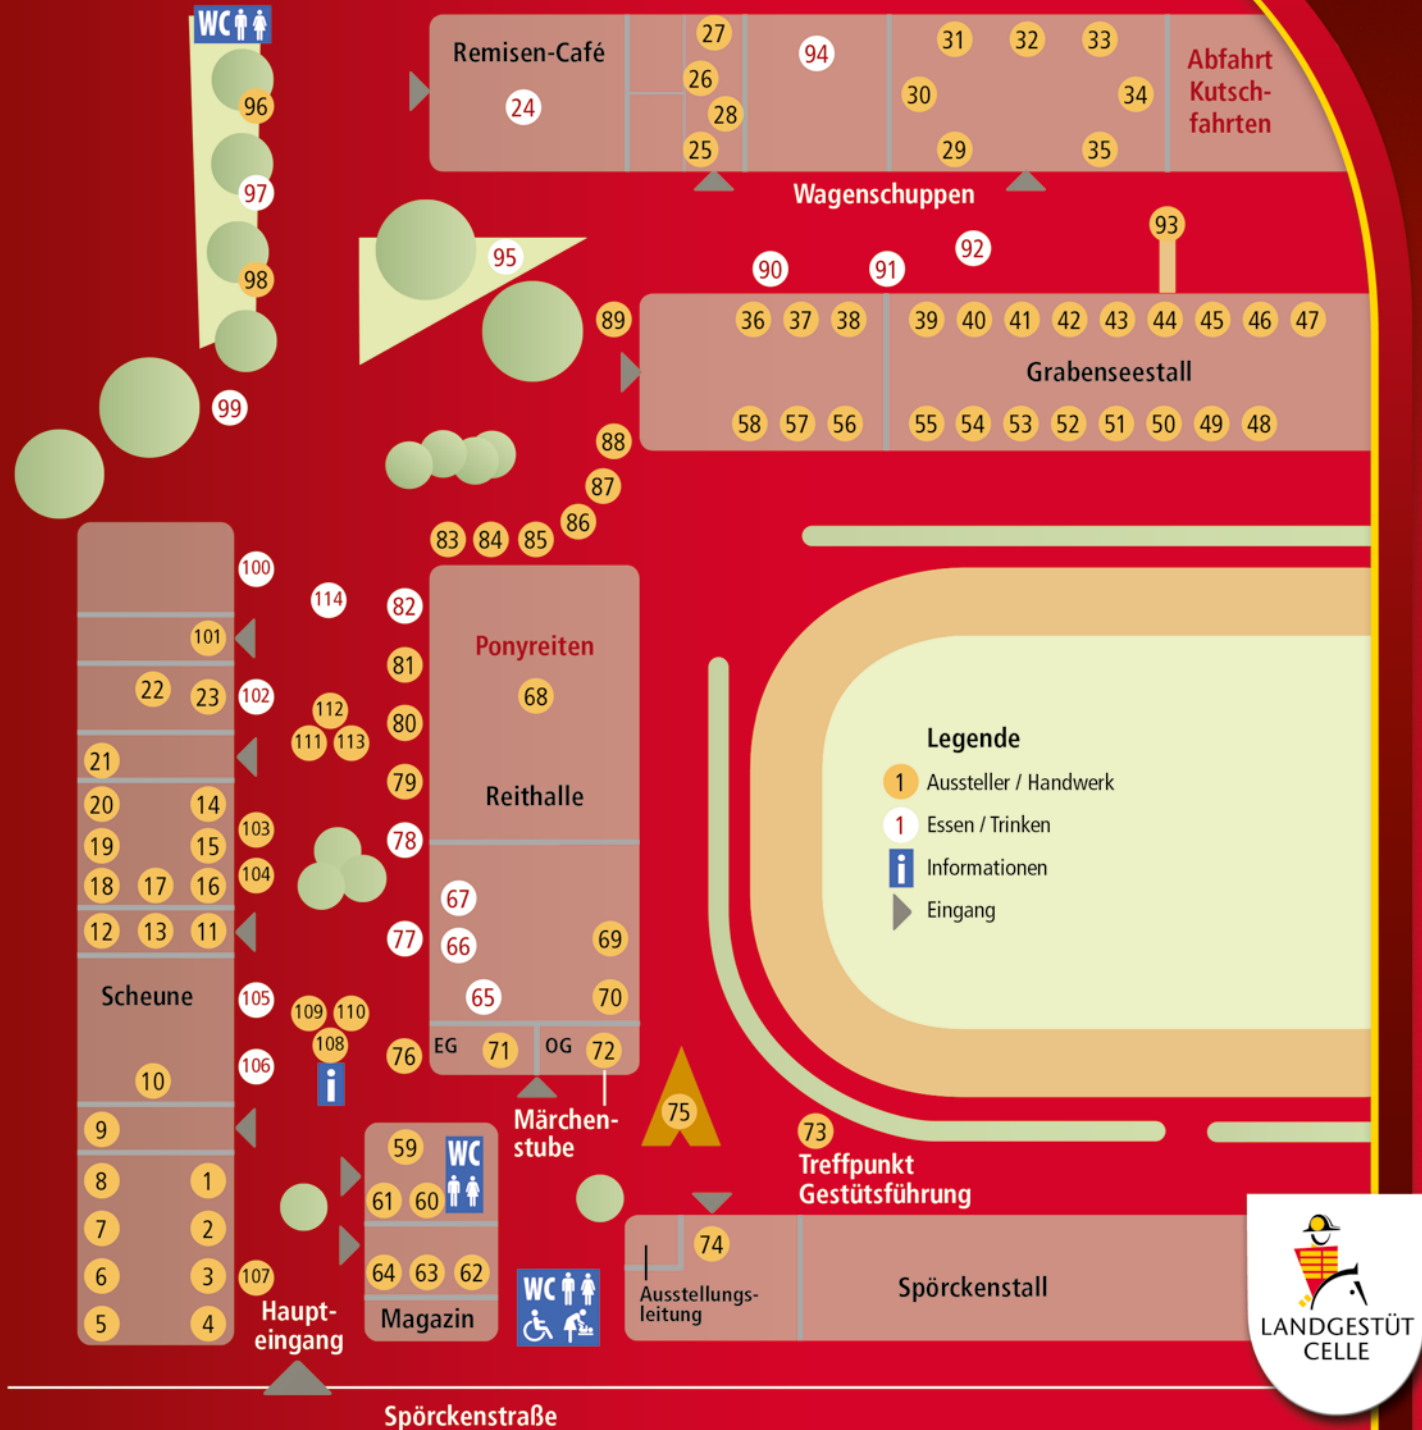 WC
96
97
98
99
Remisen-Café
24
27
26
28
25
94
31 32 33
30 34
29 35
Abfahrt
Kutsch-
fahrten
Wagenschuppen
93
95
90 91 92
89
36 37 38 39 40 41 42 43 44 45 46 47
Grabenseestall
58 57 56 55 54 53 52 51 50 49 48
88
87
86
83 84 85
100
114
82
101
Ponyreiten
81
22 23 102
68
112
111 113
80
21
79
Reithalle
20 14
103
19 15
78
18 17 16 104
67
12 13 11
77
66
69
Scheune
105
65
70
109 110
108
76
EG 71 OG 72
i
106
10
9
Märchen-
stube
75
73
Treffpunkt
Gestütsführung
Legende
1 Aussteller / Handwerk
1 Essen / Trinken
i Informationen
Eingang
59
WC
61 60
64 63 62
Magazin
8 1
7 2
6 3 107
5 4
Haupt-
eingang
WC
74
Ausstellungs-
leitung
Spörckenstall
LANDGESTÜT
CELLE
Spörckenstraße